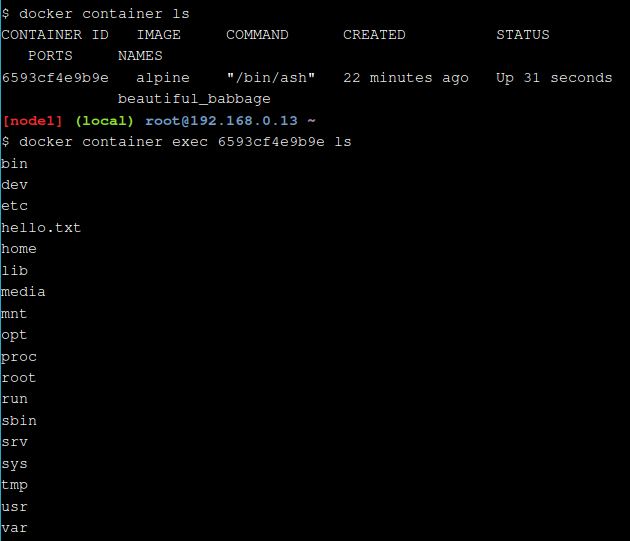 $ docker container ls
CONTAINER ID   IMAGE     COMMAND      CREATED          STATUS
   PORTS     NAMES
6593cf4e9b9e   alpine    "/bin/ash"   22 minutes ago   Up 31 seconds
             beautiful_babbage
[node1] (local) root@192.168.0.13 ~
$ docker container exec 6593cf4e9b9e ls
bin
dev
etc
hello.txt
home
lib
media
mnt
opt
proc
root
run
sbin
srv
sys
tmp
usr
var